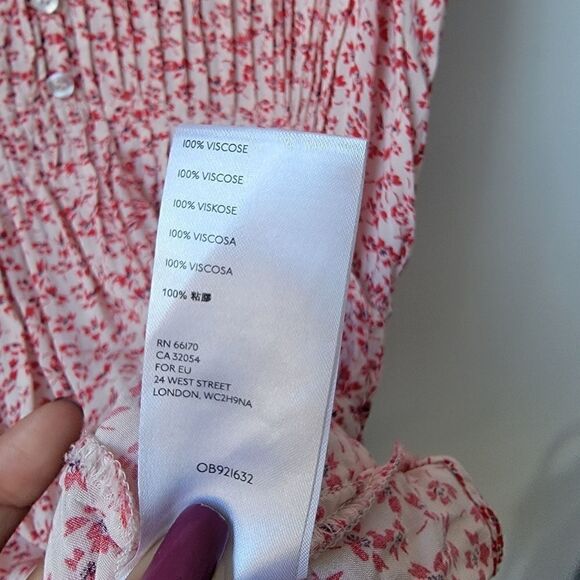 100% VISCOSE
100% VISCOSE
100% VISKOSE
100% VISCOSA
100% VISCOSA
100% 粘膠
RN 66170
CA 32054
FOR EU
24 WEST STREET
LONDON, WC2H9NA
OB921632